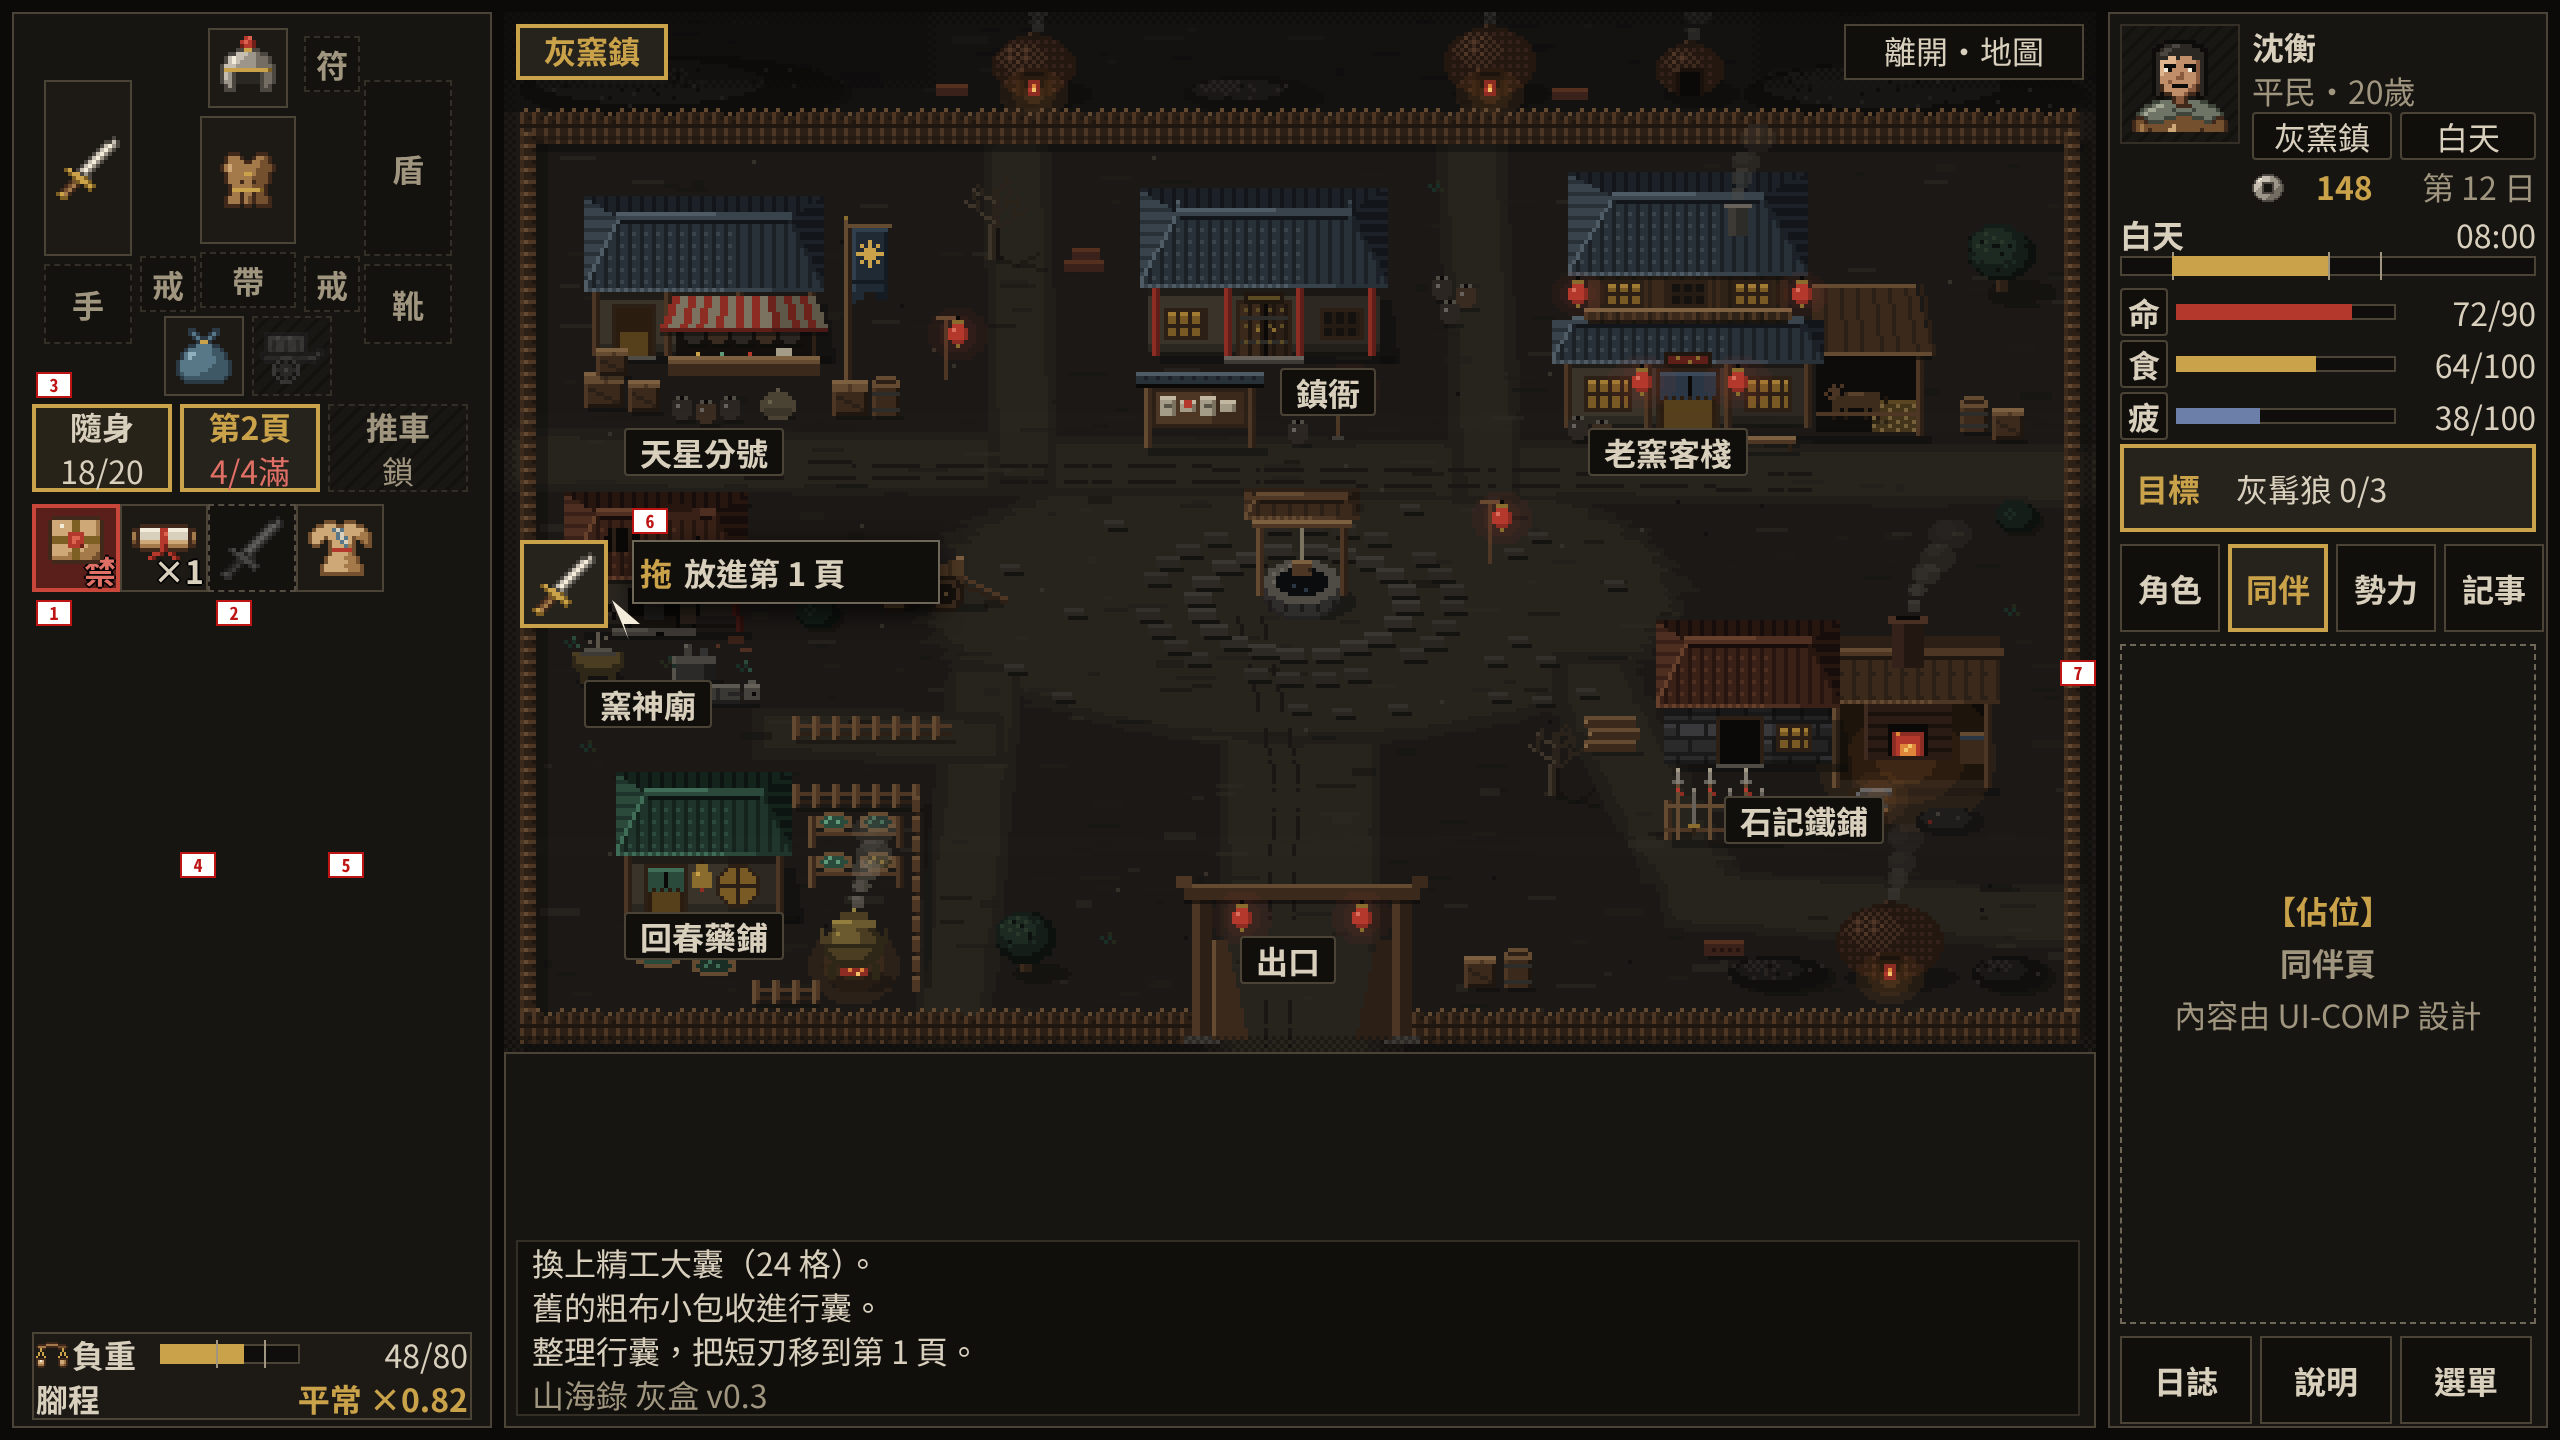 符
盾
手
戒
帶
戒
靴
3
隨身
18/20
第2頁
4/4滿
推車
鎖
禁
×1
1
2
4
5
負重
48/80
腳程
平常 ×0.82
灰窯鎮
離開・地圖
天星分號
鎮衙
老窯客棧
6
拖 放進第 1 頁
窯神廟
7
石記鐵鋪
回春藥鋪
出口
換上精工大囊（24 格）。
舊的粗布小包收進行囊。
整理行囊，把短刃移到第 1 頁。
山海錄 灰盒 v0.3
沈衡
平民・20歲
灰窯鎮
白天
148
第 12 日
白天
08:00
命
72/90
食
64/100
疲
38/100
目標 灰髯狼 0/3
角色
同伴
勢力
記事
【佔位】
同伴頁
內容由 UI-COMP 設計
日誌
說明
選單